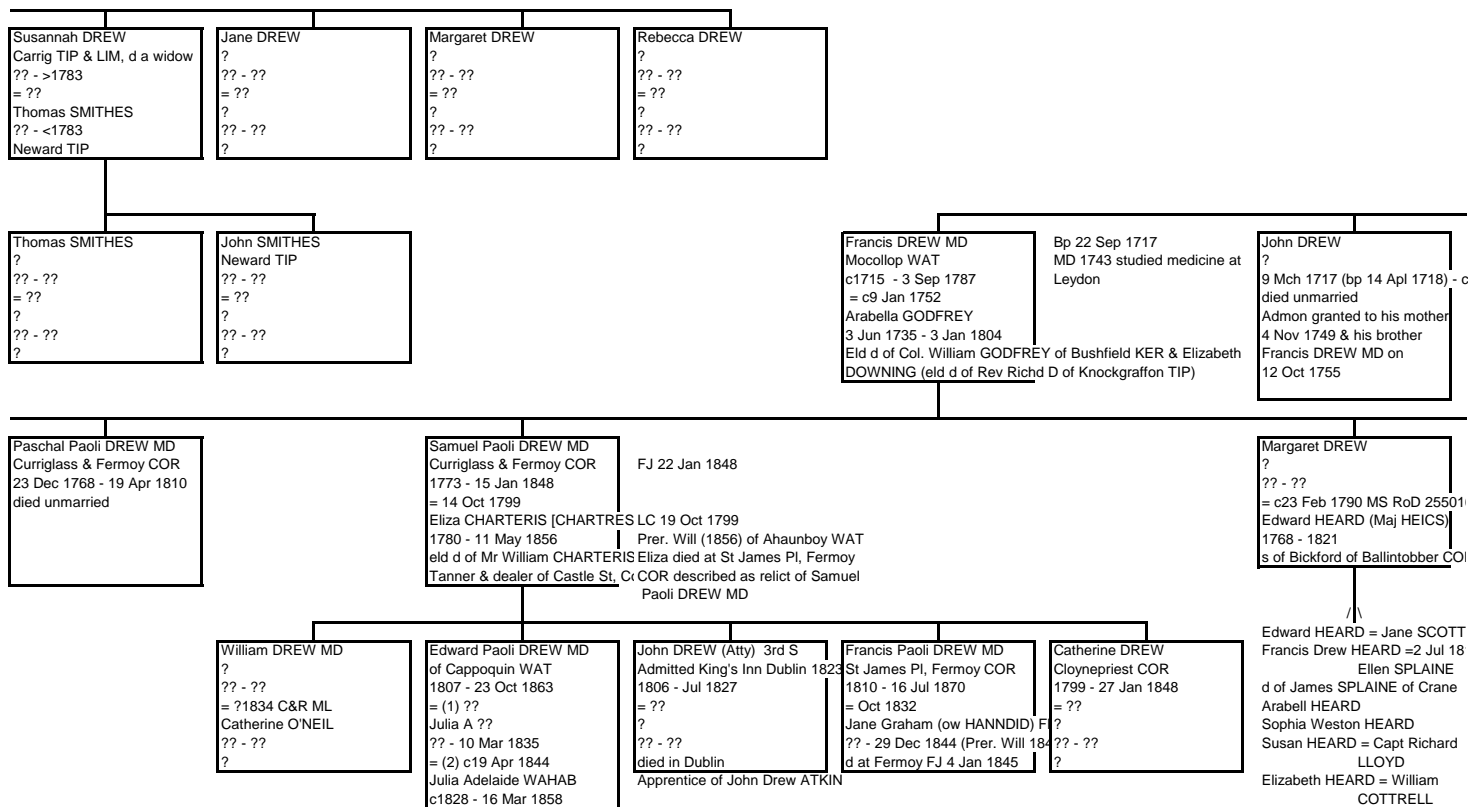 Susannah DREW
Carrig TIP & LIM, d a widow
?? - >1783
= ??
Thomas SMITHES
?? - <1783
Neward TIP
Jane DREW
?
?? - ??
= ??
?
?? - ??
?
Margaret DREW
?
?? - ??
= ??
?
?? - ??
?
Rebecca DREW
?
?? - ??
= ??
?
?? - ??
?
Thomas SMITHES
?
?? - ??
= ??
?
?? - ??
?
John SMITHES
Neward TIP
?? - ??
= ??
?
?? - ??
?
Francis DREW MD
Mocollop WAT
c1715 - 3 Sep 1787
= c9 Jan 1752
Arabella GODFREY
3 Jun 1735 - 3 Jan 1804
Eld d of Col. William GODFREY of Bushfield KER & Elizabeth
DOWNING (eld d of Rev Richd D of Knockgraffon TIP)
Bp 22 Sep 1717
MD 1743 studied medicine at
Leydon
John DREW
?
9 Mch 1717 (bp 14 Apl 1718) - c
died unmarried
Admon granted to his mother
4 Nov 1749 & his brother
Francis DREW MD on
12 Oct 1755
Paschal Paoli DREW MD
Curriglass & Fermoy COR
23 Dec 1768 - 19 Apr 1810
died unmarried
Samuel Paoli DREW MD
Curriglass & Fermoy COR
1773 - 15 Jan 1848
= 14 Oct 1799
Eliza CHARTERIS [CHARTRES
1780 - 11 May 1856
eld d of Mr William CHARTERIS
Tanner & dealer of Castle St, Co
FJ 22 Jan 1848
LC 19 Oct 1799
Prer. Will (1856) of Ahaunboy WAT
Eliza died at St James Pl, Fermoy
COR described as relict of Samuel
Paoli DREW MD
Margaret DREW
?
?? - ??
= c23 Feb 1790 MS RoD 25501
Edward HEARD (Maj HEICS)
1768 - 1821
s of Bickford of Ballintobber CO
William DREW MD
?
?? - ??
= ?1834 C&R ML
Catherine O'NEIL
?? - ??
?
Edward Paoli DREW MD
of Cappoquin WAT
1807 - 23 Oct 1863
= (1) ??
Julia A ??
?? - 10 Mar 1835
= (2) c19 Apr 1844
Julia Adelaide WAHAB
c1828 - 16 Mar 1858
John DREW (Atty) 3rd S
Admitted King's Inn Dublin 1823
1806 - Jul 1827
= ??
?
?? - ??
died in Dublin
Apprentice of John Drew ATKIN
Francis Paoli DREW MD
St James Pl, Fermoy COR
1810 - 16 Jul 1870
= Oct 1832
Jane Graham (ow HANNDID) F
?? - 29 Dec 1844 (Prer. Will 184
d at Fermoy FJ 4 Jan 1845
Catherine DREW
Cloynepriest COR
1799 - 27 Jan 1848
= ??
?
?? - ??
?
/ \
Edward HEARD = Jane SCOTT
Francis Drew HEARD =2 Jul 18
Ellen SPLAINE
d of James SPLAINE of Crane
Arabell HEARD
Sophia Weston HEARD
Susan HEARD = Capt Richard
LLOYD
Elizabeth HEARD = William
COTTRELL